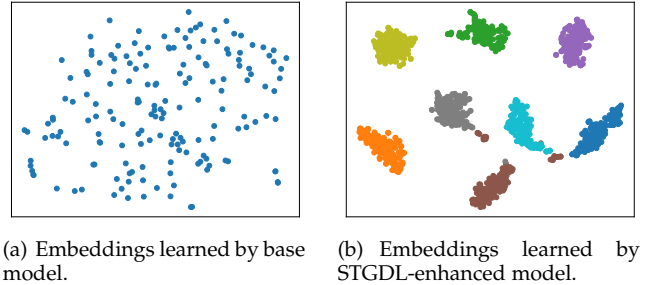 (a) Embeddings learned by base
model.
(b) Embeddings learned by
STGDL-enhanced model.